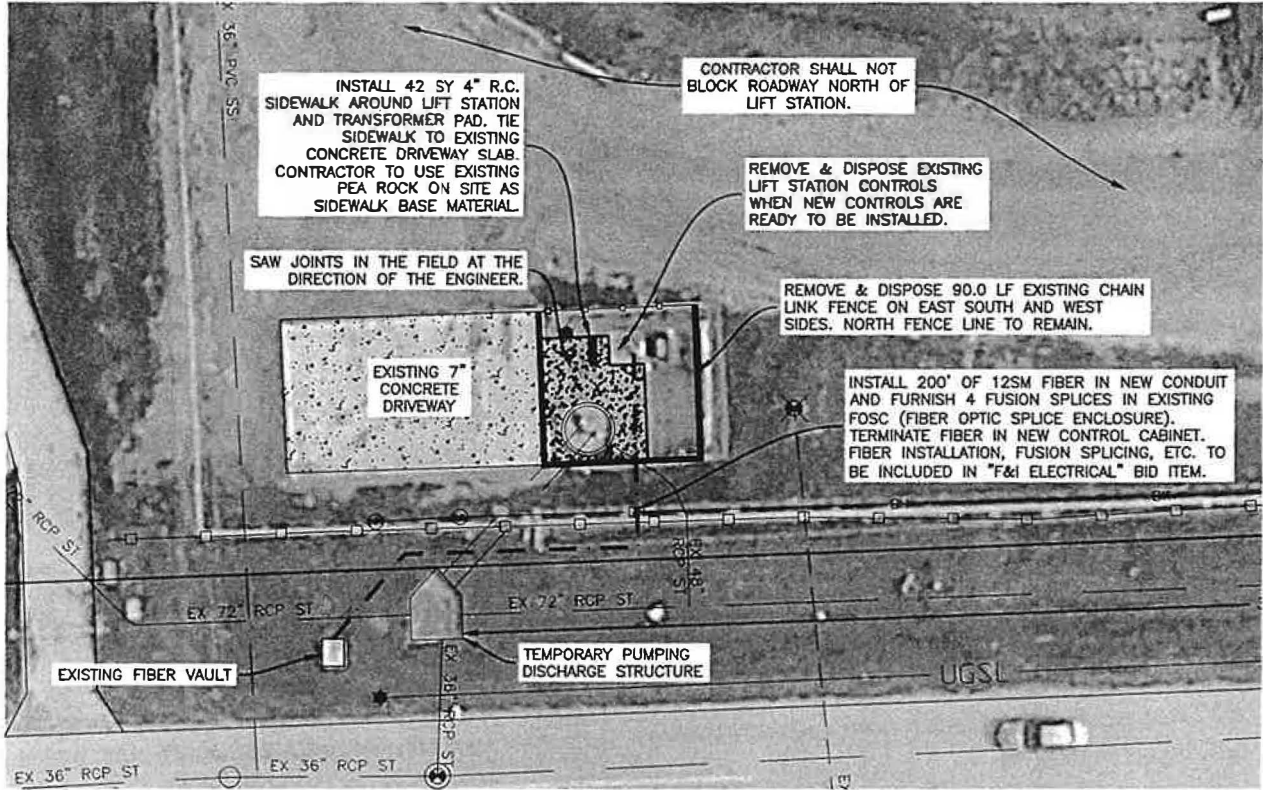 EX 36" PVC SS
INSTALL 42 SY 4" R.C.
SIDEWALK AROUND LIFT STATION
AND TRANSFORMER PAD. TIE
SIDEWALK TO EXISTING
CONCRETE DRIVEWAY SLAB.
CONTRACTOR TO USE EXISTING
PEA ROCK ON SITE AS
SIDEWALK BASE MATERIAL.
CONTRACTOR SHALL NOT
BLOCK ROADWAY NORTH OF
LIFT STATION.
REMOVE & DISPOSE EXISTING
LIFT STATION CONTROLS
WHEN NEW CONTROLS ARE
READY TO BE INSTALLED.
SAW JOINTS IN THE FIELD AT THE
DIRECTION OF THE ENGINEER.
REMOVE & DISPOSE 90.0 LF EXISTING CHAIN
LINK FENCE ON EAST SOUTH AND WEST
SIDES. NORTH FENCE LINE TO REMAIN.
EXISTING 7"
CONCRETE
DRIVEWAY
INSTALL 200' OF 12SM FIBER IN NEW CONDUIT
AND FURNISH 4 FUSION SPLICES IN EXISTING
FOSC (FIBER OPTIC SPLICE ENCLOSURE).
TERMINATE FIBER IN NEW CONTROL CABINET.
FIBER INSTALLATION, FUSION SPLICING, ETC. TO
BE INCLUDED IN "F&I ELECTRICAL" BID ITEM.
RCP ST
EX 48"
RCP ST
EX 72" RCP ST
EX 72" RCP ST
EXISTING FIBER VAULT
TEMPORARY PUMPING
DISCHARGE STRUCTURE
EX 36" RCP ST
UGSL
EX 36" RCP ST
EX 36" RCP ST
EX